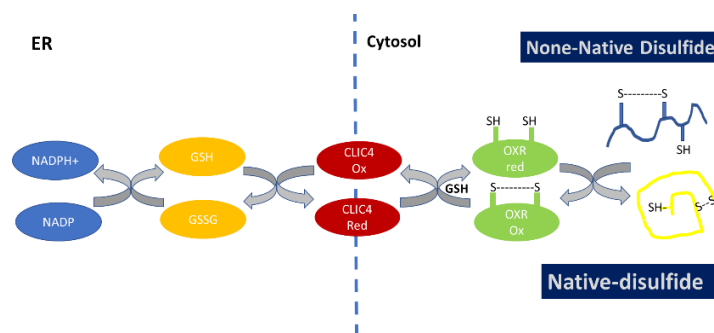 ER
Cytosol
None-Native Disulfide
S----------S
SH
NADPH+
GSH
CLIC4
Ox
SH SH
OXR
red
GSH
NADP
GSSG
CLIC4
Red
S----------S
OXR
Ox
SH-
S--S
Native-disulfide